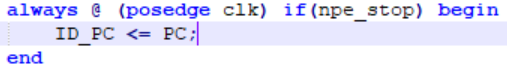 always @ (posedge clk) if(npe_stop) begin
    ID_PC <= PC;
end